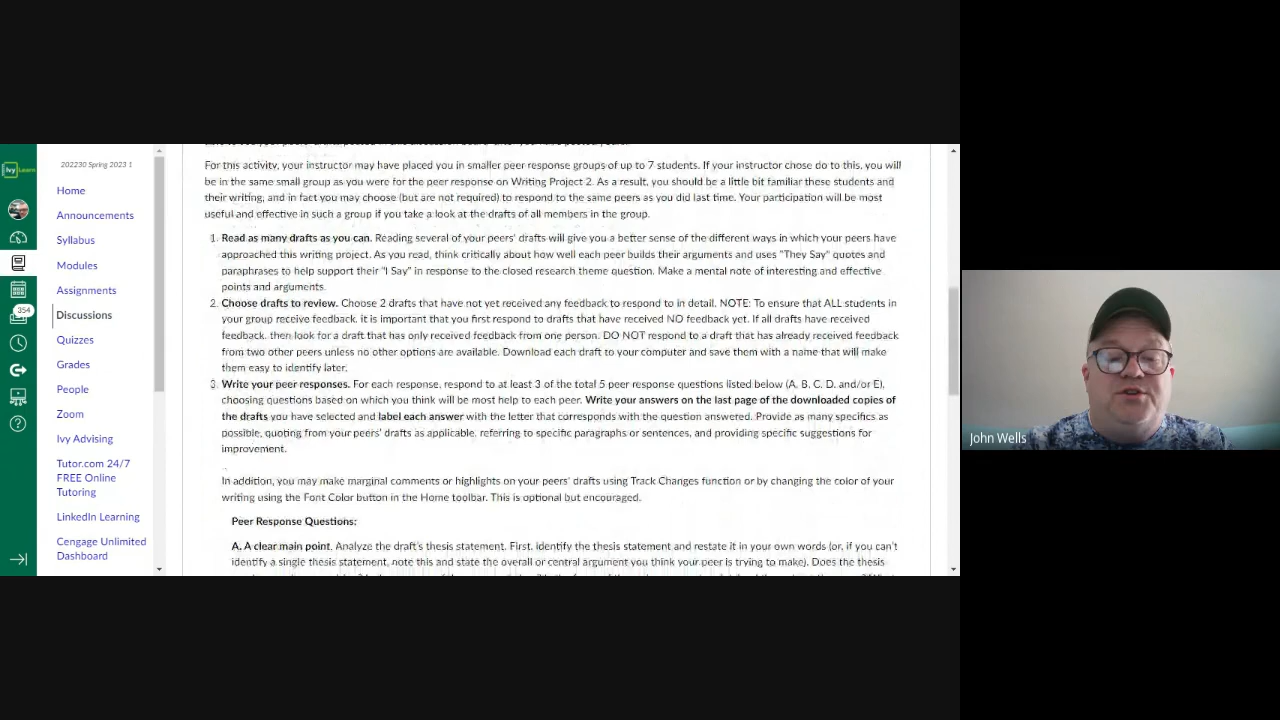 Ivy Learn
354
202230 Spring 2023 1
Home
Announcements
Syllabus
Modules
Assignments
Discussions
Quizzes
Grades
People
Zoom
Ivy Advising
Tutor.com 24/7
FREE Online
Tutoring
LinkedIn Learning
Cengage Unlimited
Dashboard
For this activity, your instructor may have placed you in smaller peer response groups of up to 7 students. If your instructor chose do to this, you will
be in the same small group as you were for the peer response on Writing Project 2. As a result, you should be a little bit familiar these students and
their writing, and in fact you may choose (but are not required) to respond to the same peers as you did last time. Your participation will be most
useful and effective in such a group if you take a look at the drafts of all members in the group.
1. Read as many drafts as you can. Reading several of your peers' drafts will give you a better sense of the different ways in which your peers have
approached this writing project. As you read, think critically about how well each peer builds their arguments and uses "They Say" quotes and
paraphrases to help support their "I Say" in response to the closed research theme question. Make a mental note of interesting and effective
points and arguments.
2. Choose drafts to review. Choose 2 drafts that have not yet received any feedback to respond to in detail. NOTE: To ensure that ALL students in
your group receive feedback, it is important that you first respond to drafts that have received NO feedback yet. If all drafts have received
feedback, then look for a draft that has only received feedback from one person. DO NOT respond to a draft that has already received feedback
from two other peers unless no other options are available. Download each draft to your computer and save them with a name that will make
them easy to identify later.
3. Write your peer responses. For each response, respond to at least 3 of the total 5 peer response questions listed below (A, B, C, D, and/or E),
choosing questions based on which you think will be most help to each peer. Write your answers on the last page of the downloaded copies of
the drafts you have selected and label each answer with the letter that corresponds with the question answered. Provide as many specifics as
possible, quoting from your peers' drafts as applicable, referring to specific paragraphs or sentences, and providing specific suggestions for
improvement.
In addition, you may make marginal comments or highlights on your peers' drafts using Track Changes function or by changing the color of your
writing using the Font Color button in the Home toolbar. This is optional but encouraged.
Peer Response Questions:
A. A clear main point. Analyze the draft's thesis statement. First, identify the thesis statement and restate it in your own words (or, if you can't
identify a single thesis statement, note this and state the overall or central argument you think your peer is trying to make). Does the thesis
John Wells